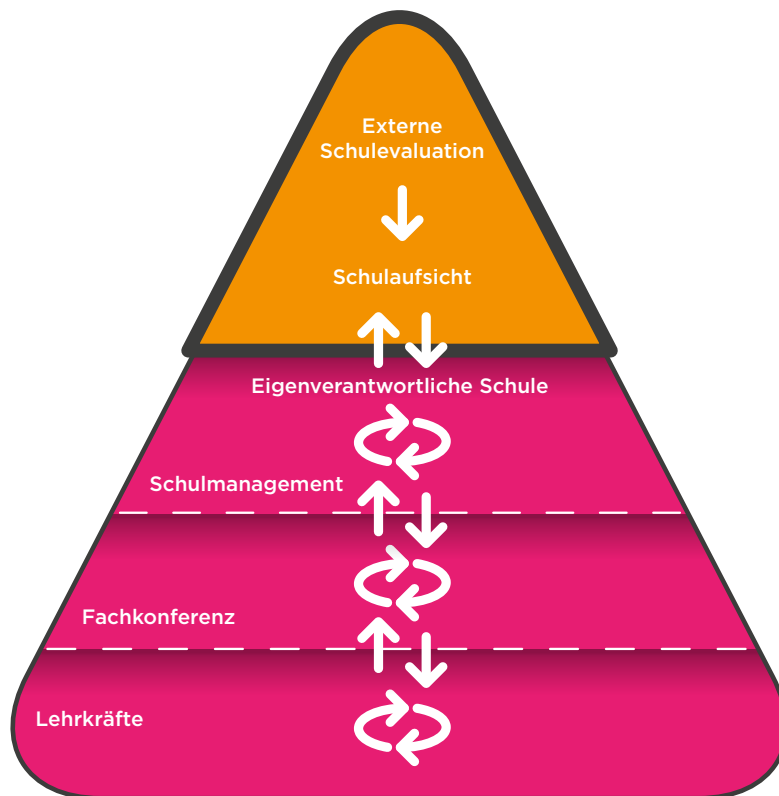 Externe
Schulevaluation
Schulaufsicht
Eigenverantwortliche Schule
Schulmanagement
Fachkonferenz
Lehrkräfte